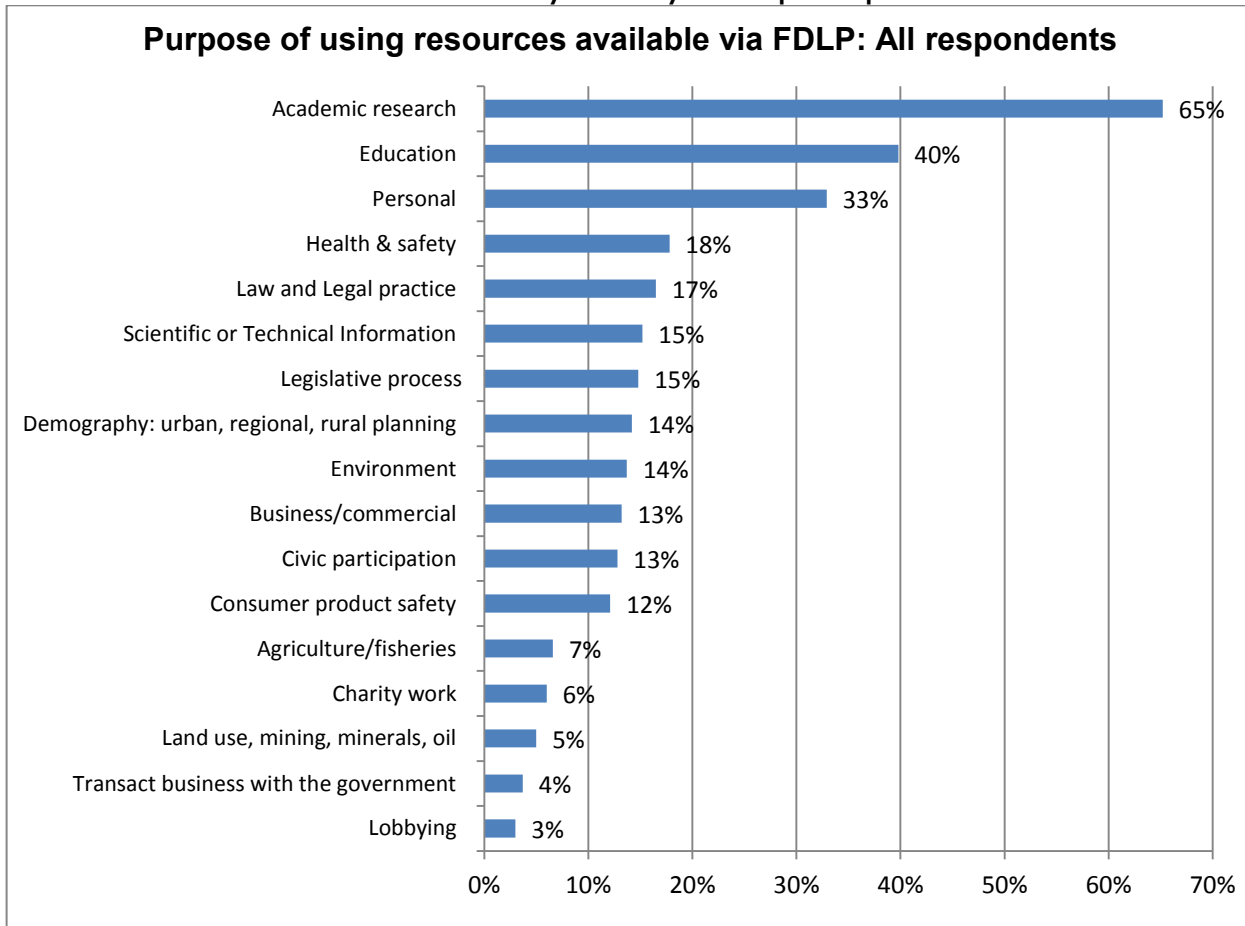 Purpose of using resources available via FDLP: All respondents
Academic research 65%
Education 40%
Personal 33%
Health & safety 18%
Law and Legal practice 17%
Scientific or Technical Information 15%
Legislative process 15%
Demography: urban, regional, rural planning 14%
Environment 14%
Business/commercial 13%
Civic participation 13%
Consumer product safety 12%
Agriculture/fisheries 7%
Charity work 6%
Land use, mining, minerals, oil 5%
Transact business with the government 4%
Lobbying 3%
0% 10% 20% 30% 40% 50% 60% 70%